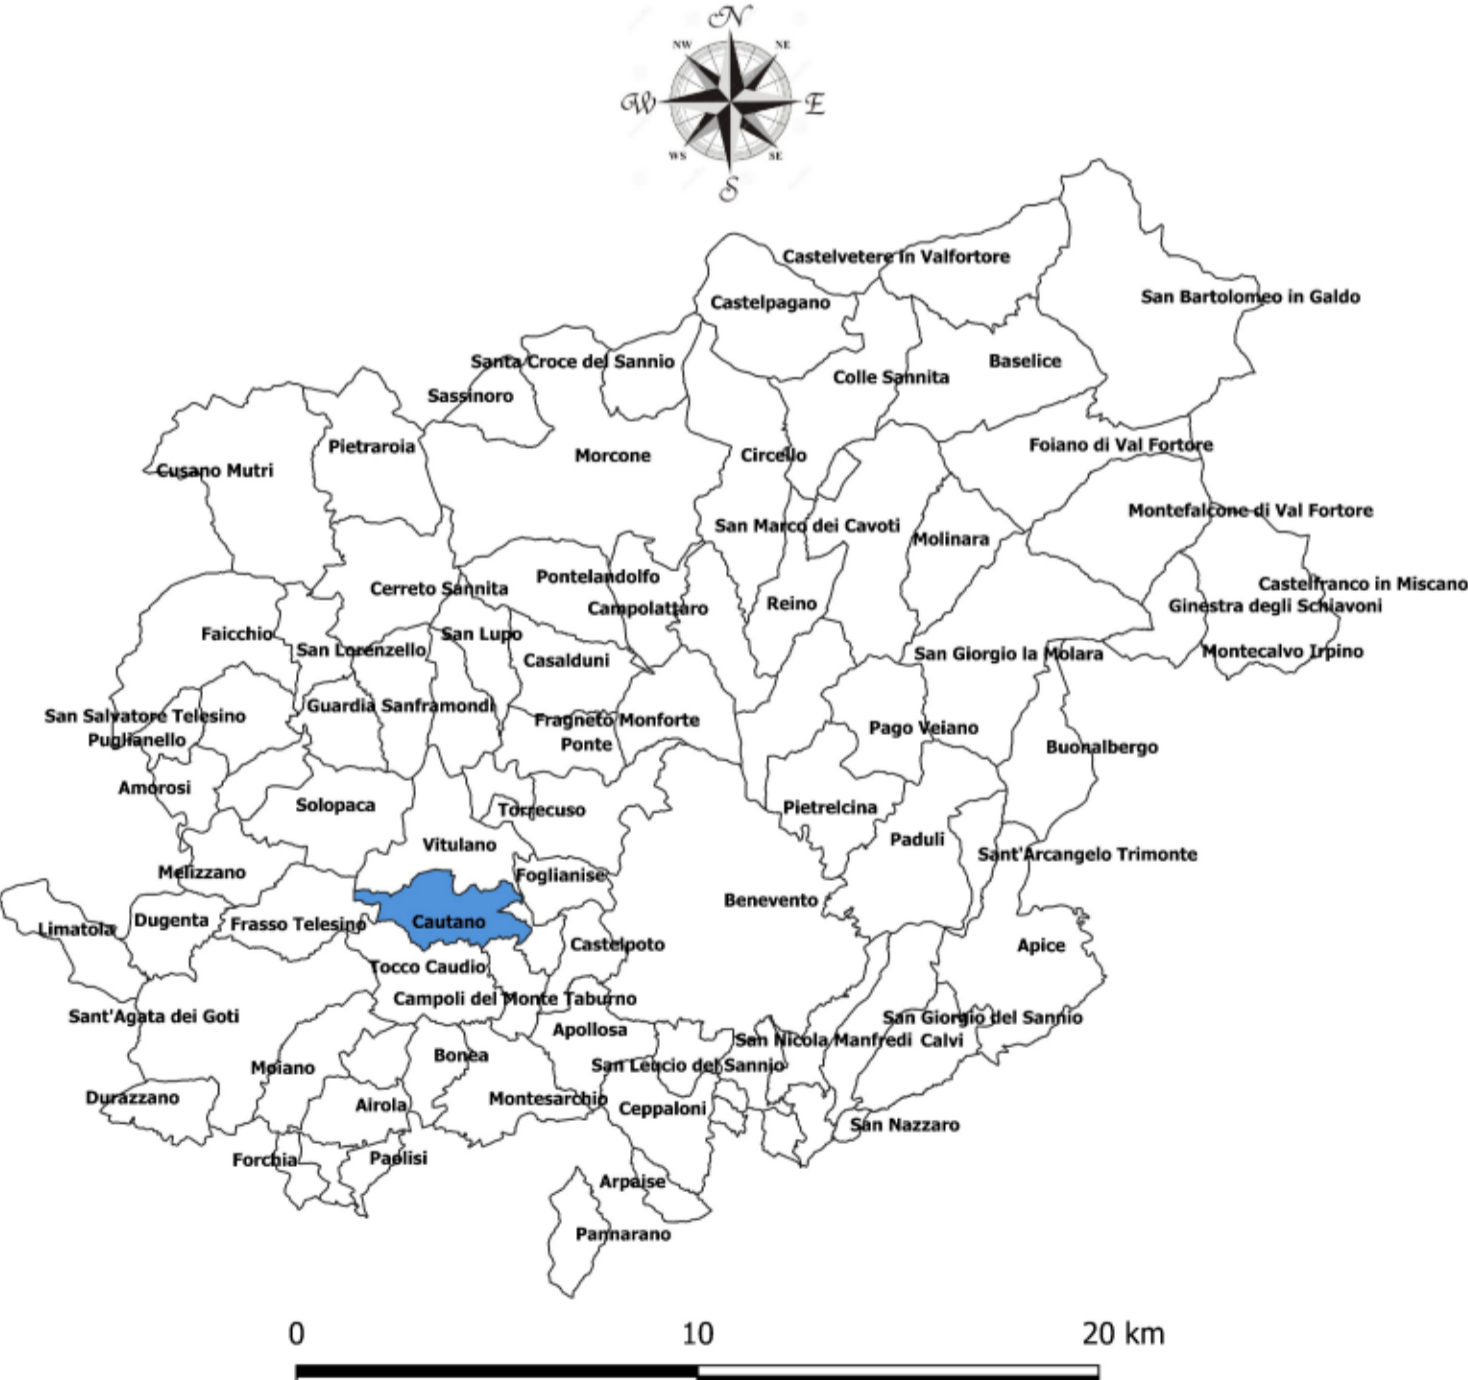 N
NW NE
W E
WS SE
S
Castelvetere in Valfortore
San Bartolomeo in Galdo
Castelpagano
Santa Croce del Sannio
Baselice
Colle Sannita
Sassinoro
Foiano di Val Fortore
Pietraroia
Morcone
Circello
Cusano Mutri
Montefalcone di Val Fortore
San Marco dei Cavoti
Molinara
Pontelandolfo
Castelfranco in Miscano
Cerreto Sannita
Reino
Ginestra degli Schiavoni
Campolattaro
Faicchio
San Lupo
San Lorenzello
Montecalvo Irpino
San Giorgio la Molara
Casalduni
Guardia Sanframondi
San Salvatore Telesino
Fragneto Monforte
Pago Veiano
Puglianello
Ponte
Buonalbergo
Amorosi
Solopaca
Torrecuso
Pietrelcina
Paduli
Vitulano
Sant'Arcangelo Trimonte
Melizzano
Foglianise
Benevento
Limatola
Dugenta
Frasso Telesino
Cautano
Castelpoto
Apice
Tocco Caudio
Campoli del Monte Taburno
Sant'Agata dei Goti
San Giorgio del Sannio
Apollosa
San Nicola Manfredi
Calvi
Bonea
Moiano
San Leucio del Sannio
Durazzano
Airola
Montesarchio
Ceppaloni
San Nazzaro
Forchia
Paolisi
Arpaise
Pannarano
0 10 20 km